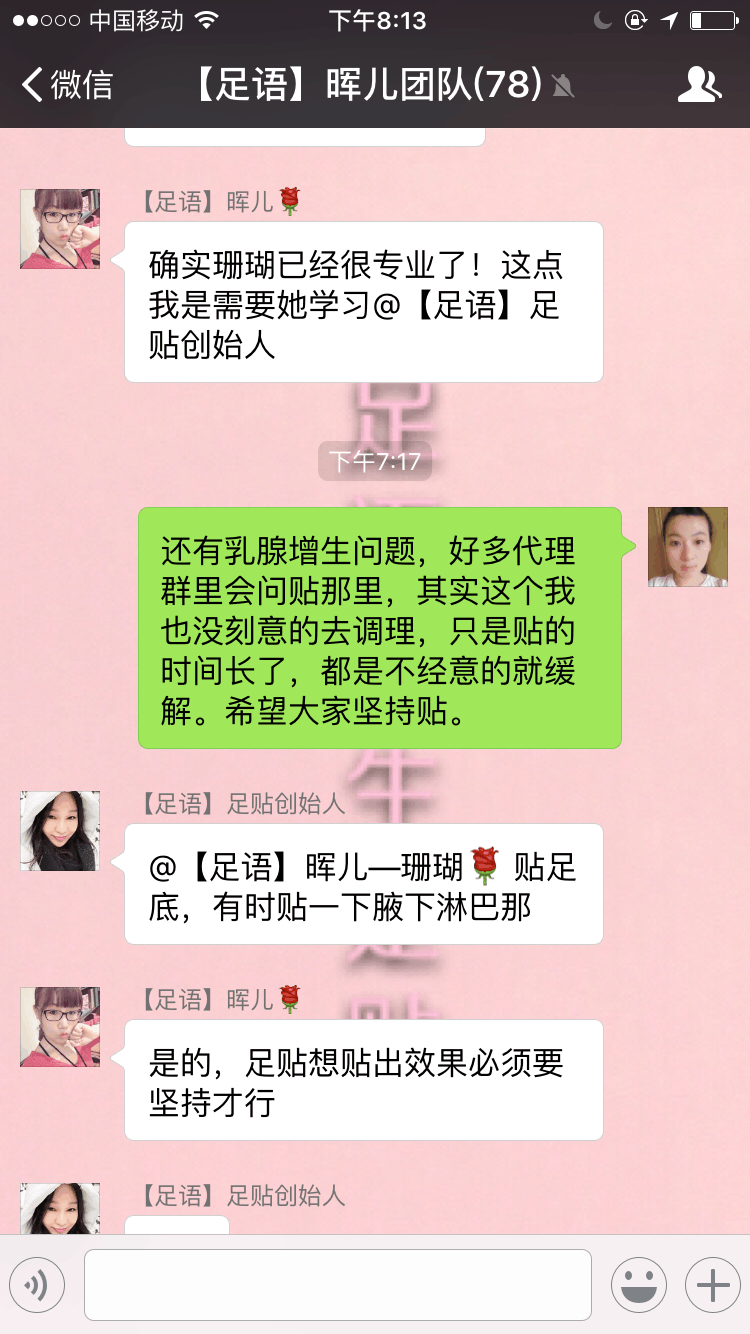 中国移动 下午8:13
微信 【足语】晖儿团队(78)
【足语】晖儿🌹
确实珊瑚已经很专业了！这点
我是需要她学习@【足语】足
贴创始人
下午7:17
还有乳腺增生问题，好多代理
群里会问贴那里，其实这个我
也没刻意的去调理，只是贴的
时间长了，都是不经意的就缓
解。希望大家坚持贴。
【足语】足贴创始人
@【足语】晖儿—珊瑚🌹 贴足
底，有时贴一下腋下淋巴那
【足语】晖儿🌹
是的，足贴想贴出效果必须要
坚持才行
【足语】足贴创始人